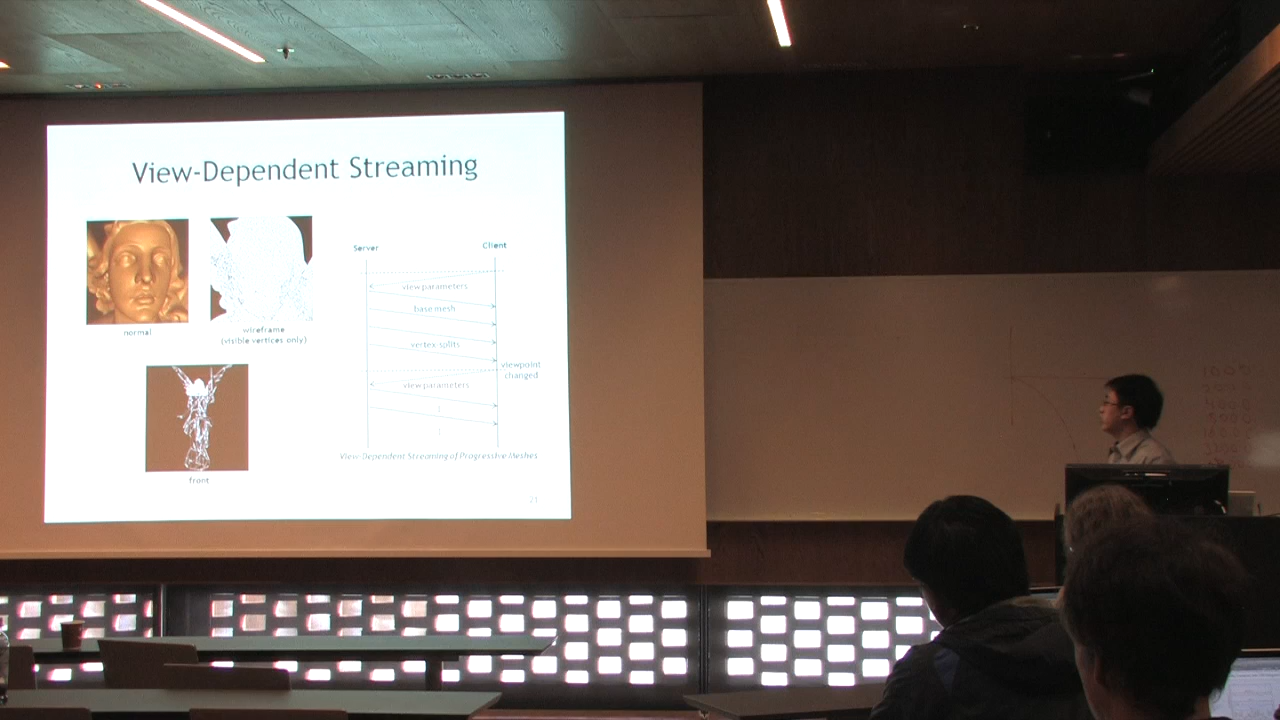 View-Dependent Streaming
normal
wireframe
(visible vertices only)
front
Server
Client
view parameters
base mesh
vertex-splits
viewpoint
changed
view parameters
View-Dependent Streaming of Progressive Meshes
21